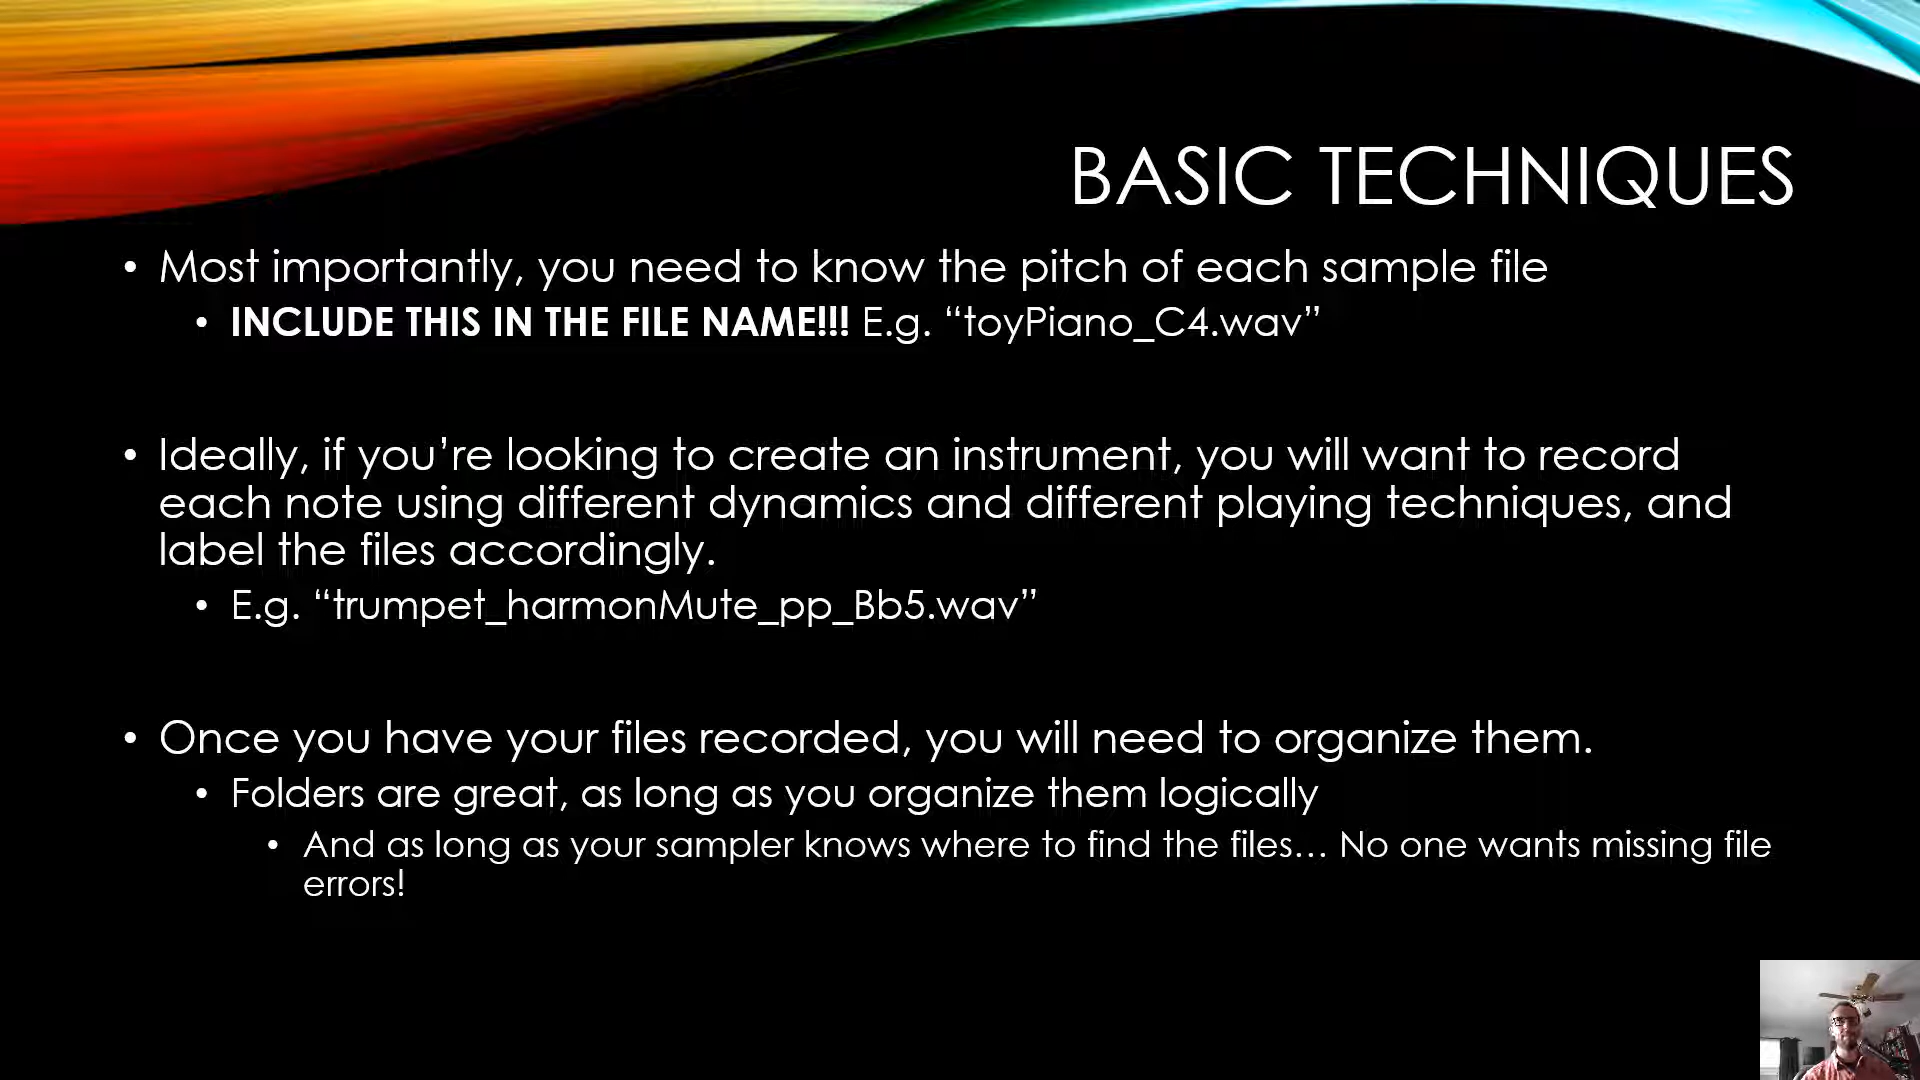 BASIC TECHNIQUES
• Most importantly, you need to know the pitch of each sample file
• INCLUDE THIS IN THE FILE NAME!!! E.g. “toyPiano_C4.wav”
• Ideally, if you’re looking to create an instrument, you will want to record
each note using different dynamics and different playing techniques, and
label the files accordingly.
• E.g. “trumpet_harmonMute_pp_Bb5.wav”
• Once you have your files recorded, you will need to organize them.
• Folders are great, as long as you organize them logically
• And as long as your sampler knows where to find the files… No one wants missing file
errors!